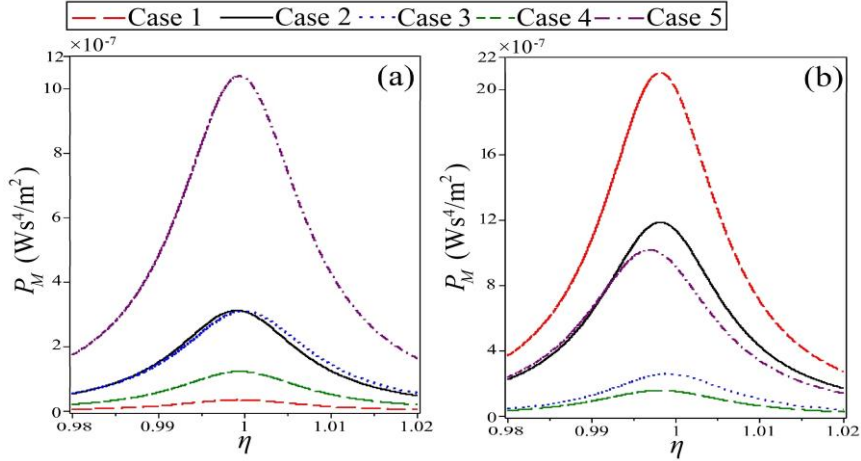 Case 1 Case 2 Case 3 Case 4 Case 5
×10⁻⁷
(a)
12
10
8
6
4
2
0
P_M (Ws⁴/m²)
0.98 0.99 1 1.01 1.02
η
×10⁻⁷
(b)
22
20
16
12
8
4
0
P_M (Ws⁴/m²)
0.98 0.99 1 1.01 1.02
η